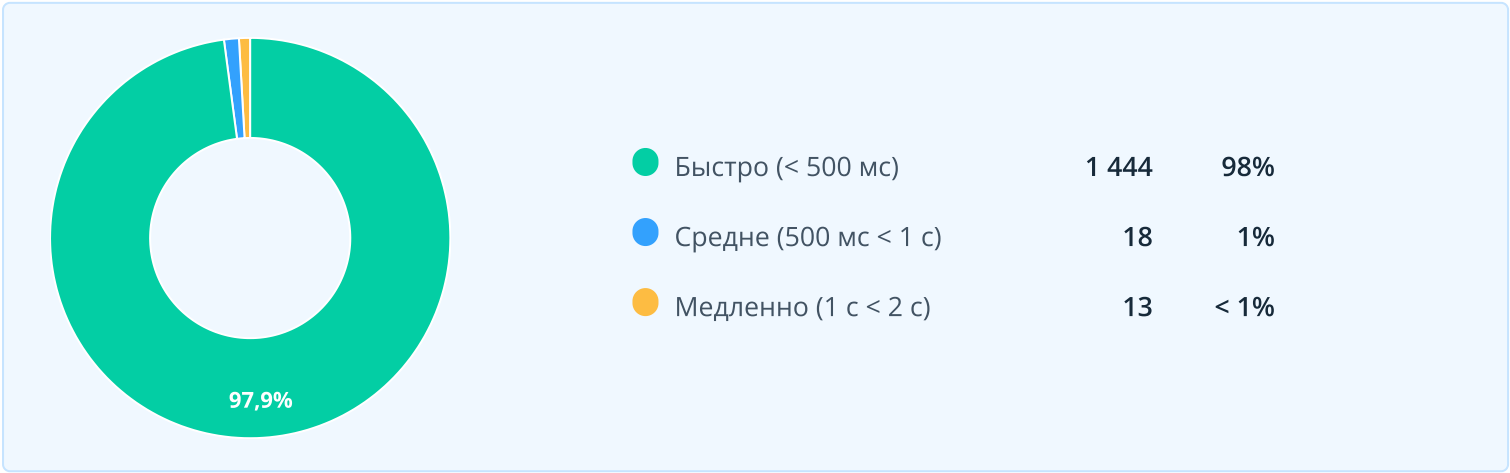 Быстро (< 500 мс) 1 444 98%
Средне (500 мс < 1 с) 18 1%
Медленно (1 с < 2 с) 13 < 1%
97,9%